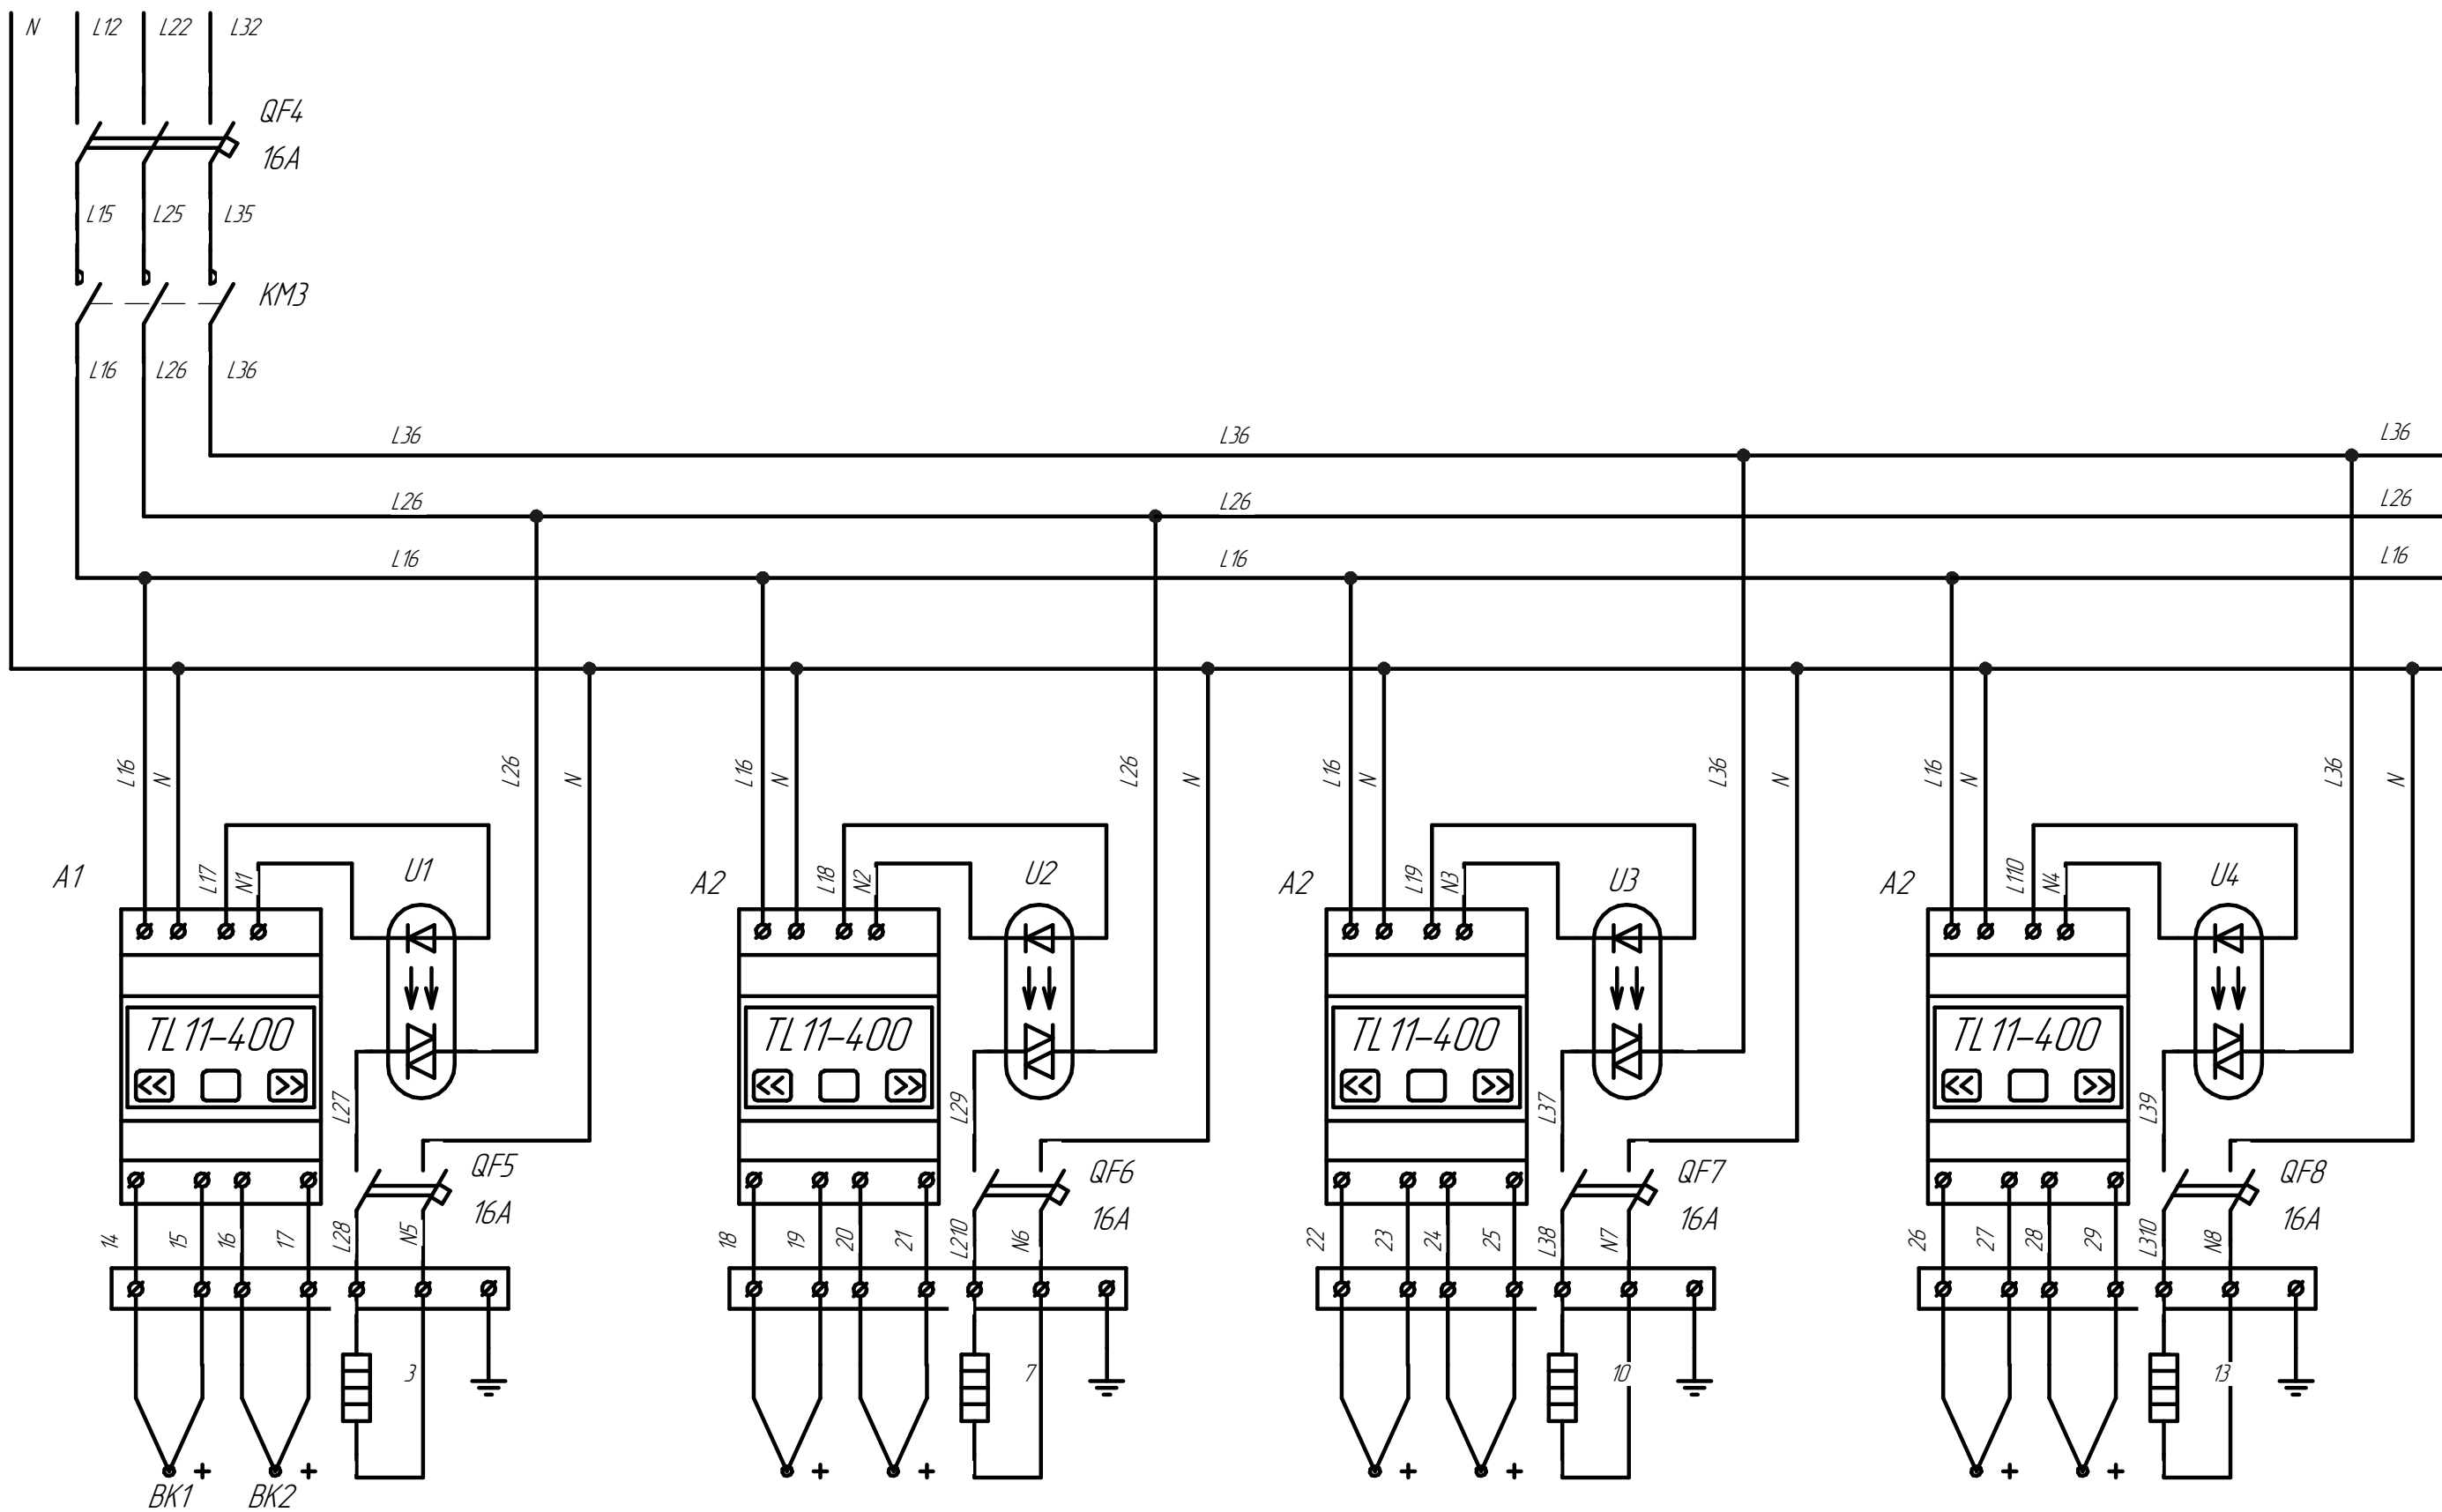 N L12 L22 L32
QF4
16A
L15 L25 L35
KM3
L16 L26 L36
L36 L36 L36
L26 L26 L26
L16 L16 L16
L16 N L26 N L16 N L26 N L16 N L36 N L16 N L36 N
A1 L17 N1 U1 A2 L18 N2 U2 A2 L19 N3 U3 A2 L110 N4 U4
TL11-400 TL11-400 TL11-400 TL11-400
<< >> << >> << >> << >>
L27 L29 L37 L39
QF5 QF6 QF7 QF8
16A 16A 16A 16A
14 15 16 17 L28 N5 18 19 20 21 L210 N6 22 23 24 25 L38 N7 26 27 28 29 L310 N8
3 7 10 13
+ + + + + + + +
BK1 BK2